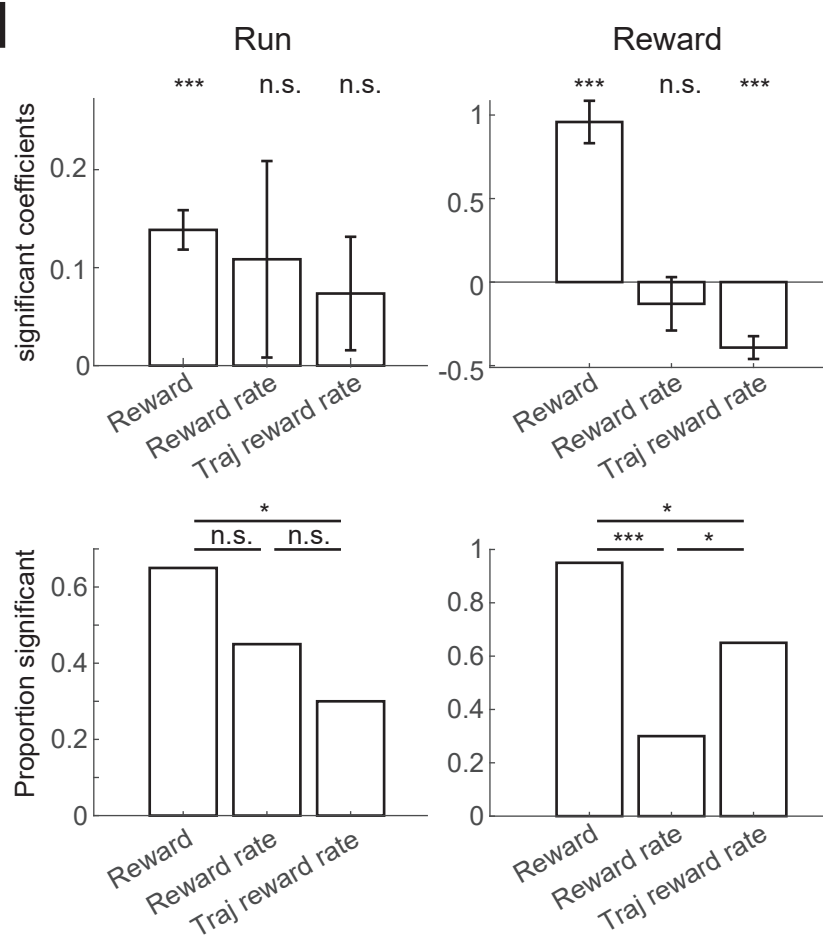 Run
Reward
*** n.s. n.s.
*** n.s. ***
significant coefficients
0.2
0.1
0
1
0.5
0
-0.5
Reward
Reward rate
Traj reward rate
Reward
Reward rate
Traj reward rate
*
n.s. n.s.
*
*** *
Proportion significant
0.6
0.4
0.2
0
1
0.8
0.6
0.4
0.2
0
Reward
Reward rate
Traj reward rate
Reward
Reward rate
Traj reward rate